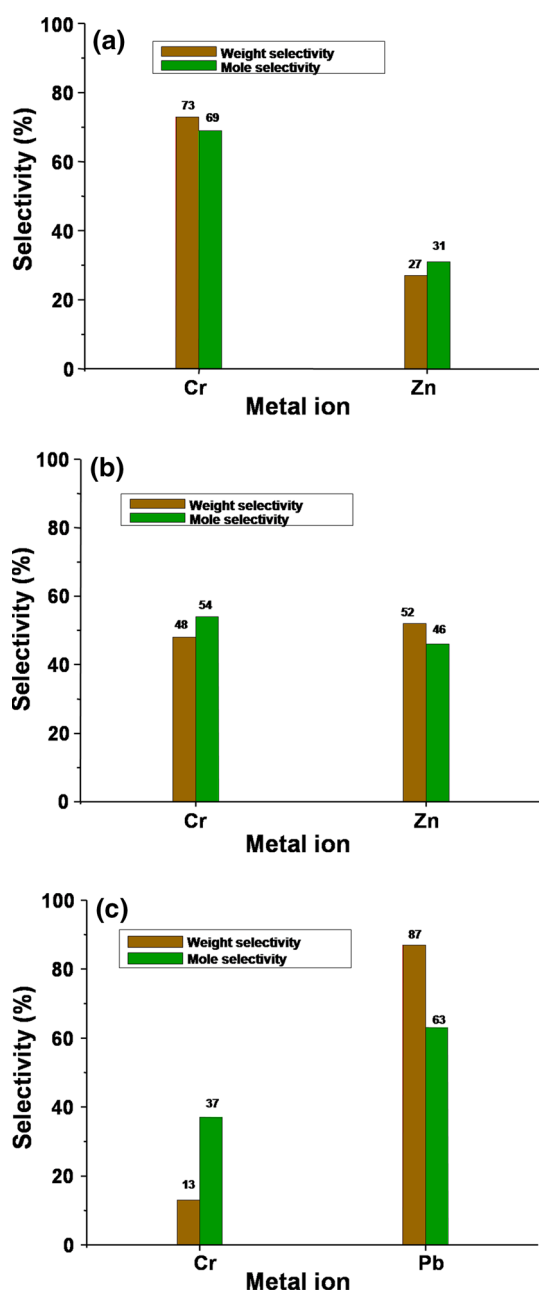 (a)
Weight selectivity
Mole selectivity
Selectivity (%)
100
80
60
40
20
0
73
69
27
31
Cr
Zn
Metal ion
(b)
Weight selectivity
Mole selectivity
Selectivity (%)
100
80
60
40
20
0
48
54
52
46
Cr
Zn
Metal ion
(c)
Weight selectivity
Mole selectivity
Selectivity (%)
100
80
60
40
20
0
13
37
87
63
Cr
Pb
Metal ion